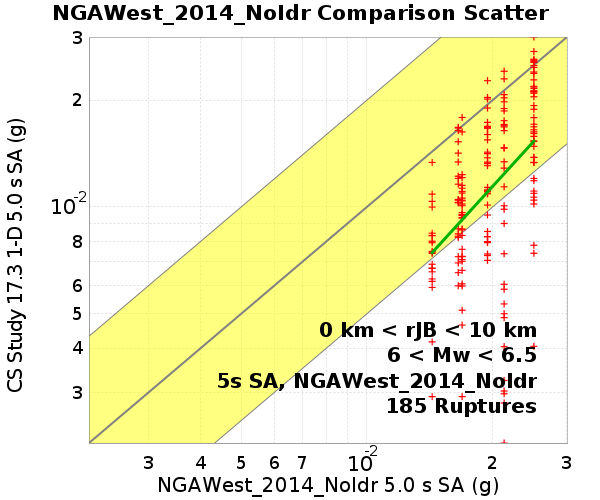 NGAWest_2014_NoIdr Comparison Scatter
CS Study 17.3 1-D 5.0 s SA (g)
3
2
10-2
8
6
5
4
3
0 km < rJB < 10 km
6 < Mw < 6.5
5s SA, NGAWest_2014_NoIdr
185 Ruptures
3 4 5 6 7 10-2 2 3
NGAWest_2014_NoIdr 5.0 s SA (g)